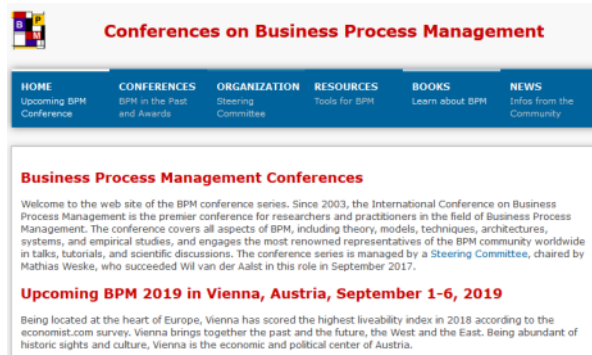 B P M
Conferences on Business Process Management
HOME CONFERENCES ORGANIZATION RESOURCES BOOKS NEWS
Upcoming BPM BPM in the Past Steering Tools for BPM Learn about BPM Infos from the
Conference and Awards Committee Community
Business Process Management Conferences
Welcome to the web site of the BPM conference series. Since 2003, the International Conference on Business
Process Management is the premier conference for researchers and practitioners in the field of Business Process
Management. The conference covers all aspects of BPM, including theory, models, techniques, architectures,
systems, and empirical studies, and engages the most renowned representatives of the BPM community worldwide
in talks, tutorials, and scientific discussions. The conference series is managed by a Steering Committee, chaired by
Mathias Weske, who succeeded Wil van der Aalst in this role in September 2017.
Upcoming BPM 2019 in Vienna, Austria, September 1-6, 2019
Being located at the heart of Europe, Vienna has scored the highest liveability index in 2018 according to the
economist.com survey. Vienna brings together the past and the future, the West and the East. Being abundant of
historic sights and culture, Vienna is the economic and political center of Austria.